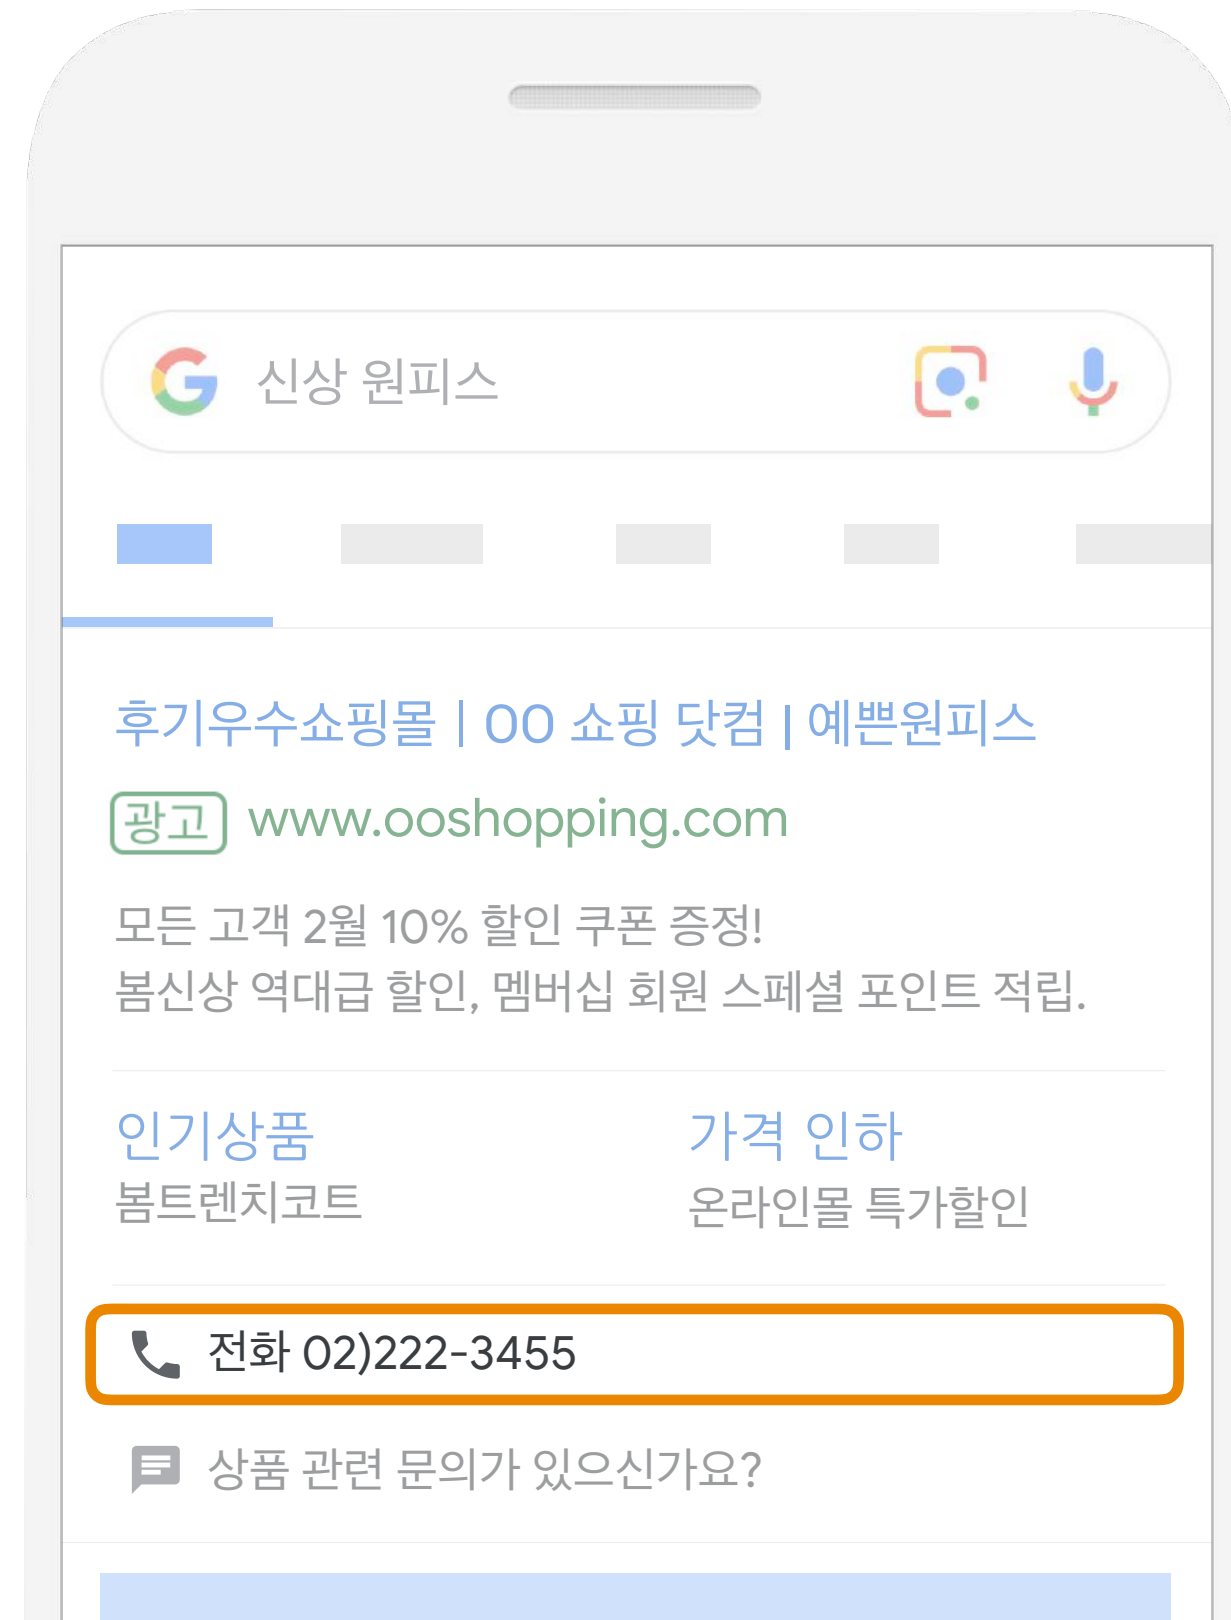 신상 원피스
후기우수쇼핑몰 | OO 쇼핑 닷컴 | 예쁜원피스
광고 www.ooshopping.com
모든 고객 2월 10% 할인 쿠폰 증정!
봄신상 역대급 할인, 멤버십 회원 스페셜 포인트 적립.
인기상품 가격 인하
봄트렌치코트 온라인몰 특가할인
전화 02)222-3455
상품 관련 문의가 있으신가요?